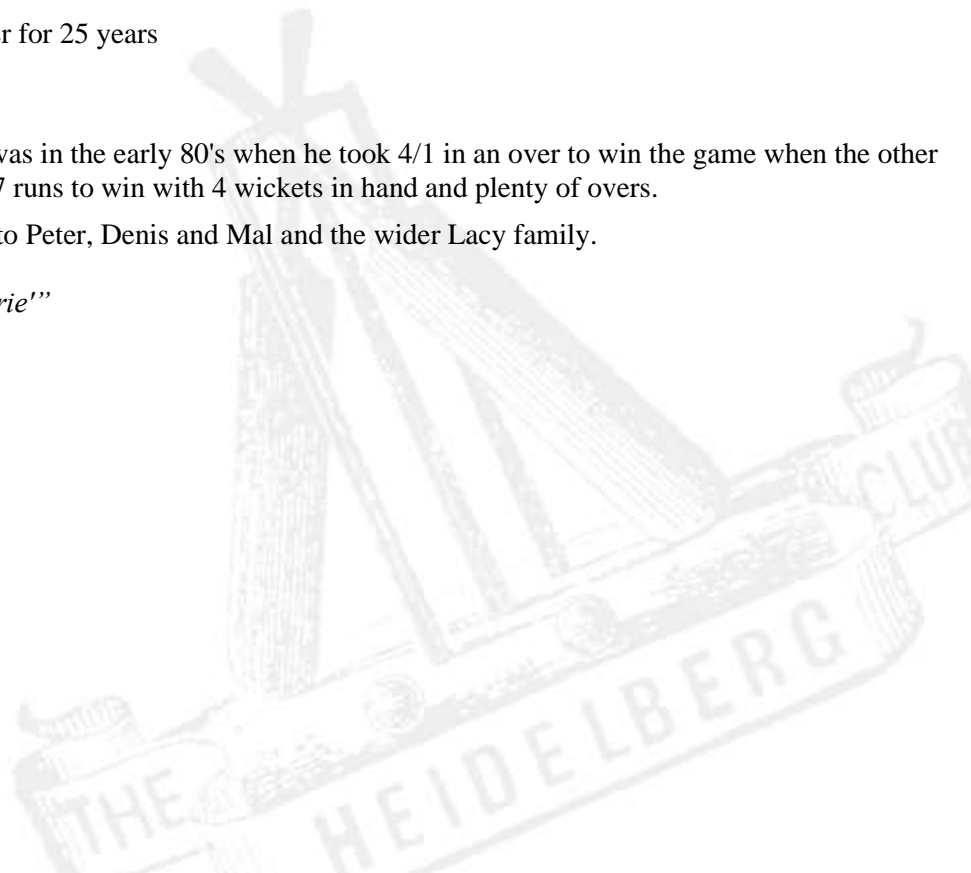 r for 25 years
vas in the early 80's when he took 4/1 in an over to win the game when the other
7 runs to win with 4 wickets in hand and plenty of overs.
to Peter, Denis and Mal and the wider Lacy family.
rie'”
THE
HEIDELBERG
CLUB